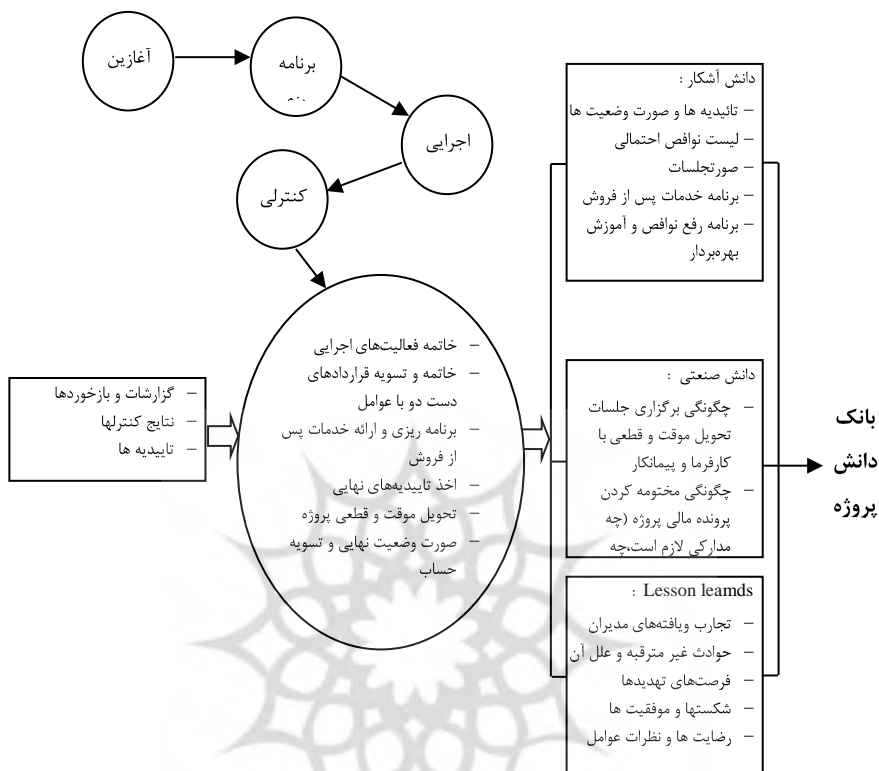 آغازین
برنامه
اجرایی
کنترلی
– گزارشات و بازخوردها
– نتایج کنترلها
– تاییدیه ها
– خاتمه فعالیت‌های اجرایی
– خاتمه و تسویه قراردادهای
دست دو با عوامل
– برنامه ریزی و ارائه خدمات پس
از فروش
– اخذ تاییدیه‌های نهایی
– تحویل موقت و قطعی پروژه
– صورت وضعیت نهایی و تسویه
حساب
دانش آشکار :
– تائیدیه ها و صورت وضعیت ها
– لیست نواقص احتمالی
– صورتجلسات
– برنامه خدمات پس از فروش
– برنامه رفع نواقص و آموزش
بهره‌بردار
دانش صنعتی :
– چگونگی برگزاری جلسات
تحویل موقت و قطعی با
کارفرما و پیمانکار
– چگونگی مختومه کردن
پرونده مالی پروژه (چه
مدارکی لازم است،چه
Lesson leamds :
– تجارب ویافته‌های مدیران
– حوادث غیر مترقبه و علل آن
– فرصت‌های تهدیدها
– شکستها و موفقیت ها
– رضایت ها و نظرات عوامل
بانک
دانش
پروژه